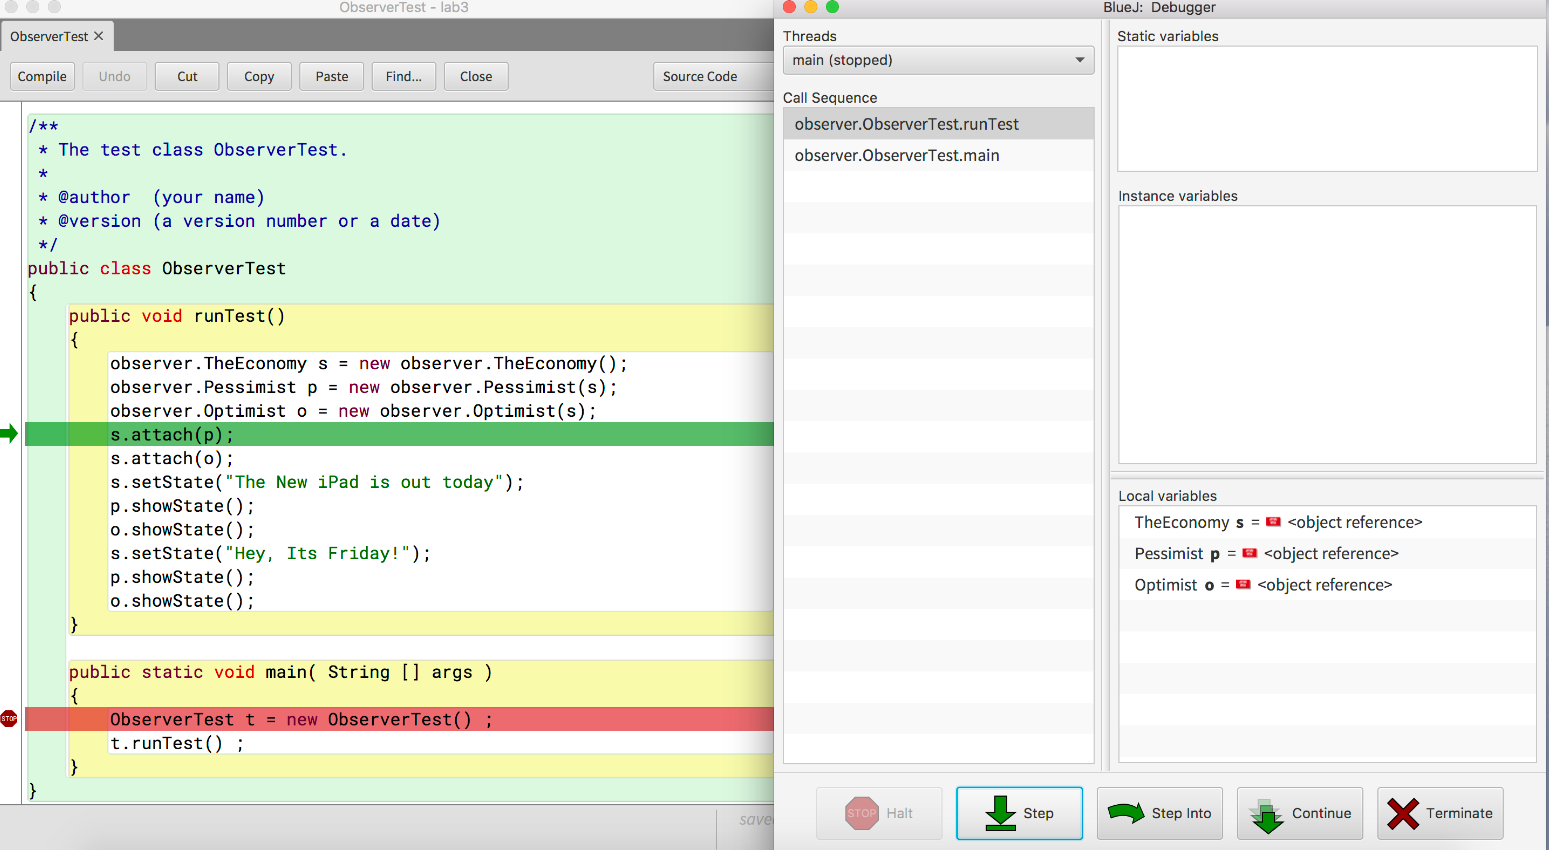 ObserverTest - lab3
ObserverTest ✕
Compile Undo Cut Copy Paste Find... Close Source Code
/**
 * The test class ObserverTest.
 *
 * @author  (your name)
 * @version (a version number or a date)
 */
public class ObserverTest
{
    public void runTest()
    {
        observer.TheEconomy s = new observer.TheEconomy();
        observer.Pessimist p = new observer.Pessimist(s);
        observer.Optimist o = new observer.Optimist(s);
        s.attach(p);
        s.attach(o);
        s.setState("The New iPad is out today");
        p.showState();
        o.showState();
        s.setState("Hey, Its Friday!");
        p.showState();
        o.showState();
    }
    public static void main( String [] args )
    {
STOP
        ObserverTest t = new ObserverTest() ;
        t.runTest() ;
    }
}
BlueJ: Debugger
Threads
main (stopped)
Call Sequence
observer.ObserverTest.runTest
observer.ObserverTest.main
Static variables
Instance variables
Local variables
TheEconomy s = <object reference>
Pessimist p = <object reference>
Optimist o = <object reference>
STOP Halt Step Step Into Continue Terminate